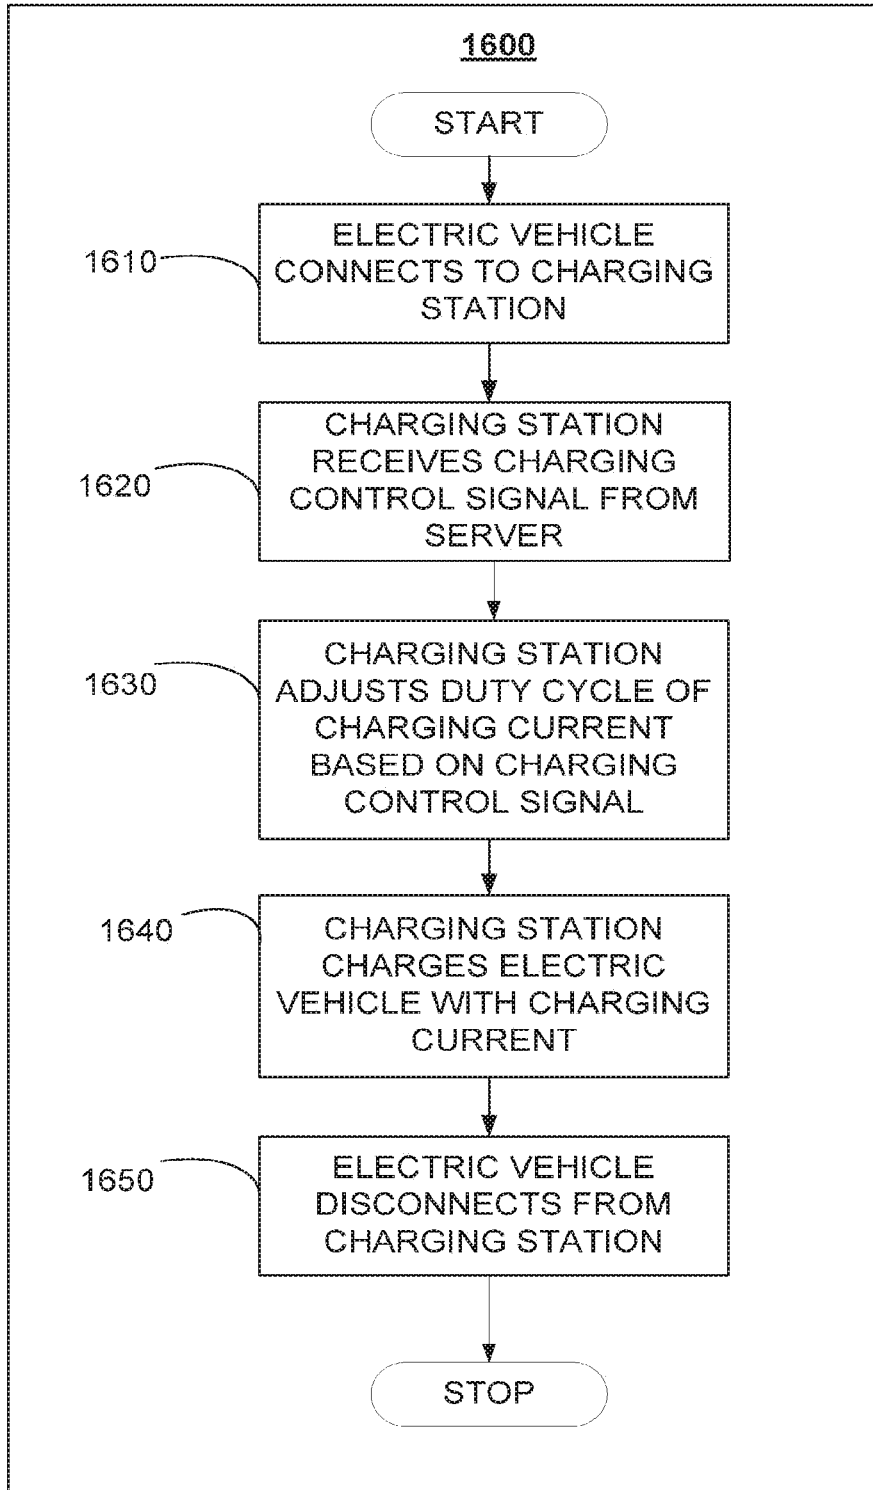 1600
START
1610
ELECTRIC VEHICLE
CONNECTS TO CHARGING
STATION
1620
CHARGING STATION
RECEIVES CHARGING
CONTROL SIGNAL FROM
SERVER
1630
CHARGING STATION
ADJUSTS DUTY CYCLE OF
CHARGING CURRENT
BASED ON CHARGING
CONTROL SIGNAL
1640
CHARGING STATION
CHARGES ELECTRIC
VEHICLE WITH CHARGING
CURRENT
1650
ELECTRIC VEHICLE
DISCONNECTS FROM
CHARGING STATION
STOP